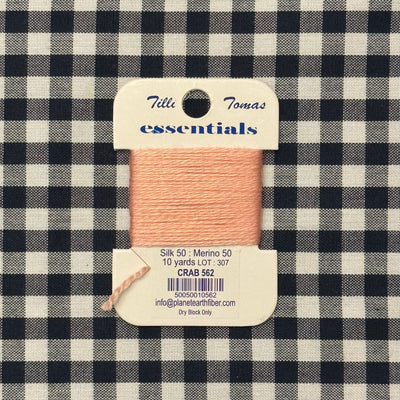 Tilli Tomas
essentials
Silk 50 : Merino 50
10 yards LOT : 307
CRAB 562
50050010562
info@planetearthfiber.com
Dry Block Only